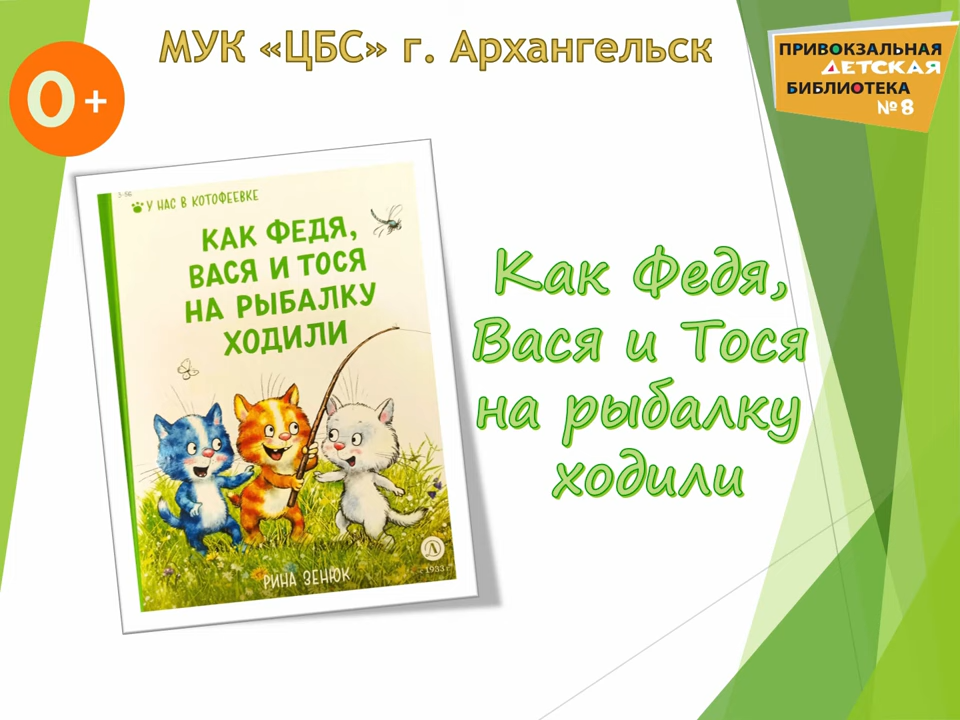 МУК «ЦБС» г. Архангельск
0+
ПРИВОКЗАЛЬНАЯ
ДЕТСКАЯ
БИБЛИОТЕКА
№8
У НАС В КОТОФЕЕВКЕ
КАК ФЕДЯ,
ВАСЯ И ТОСЯ
НА РЫБАЛКУ
ХОДИЛИ
РИНА ЗЕНЮК
с 1933 г.
Как Федя,
Вася и Тося
на рыбалку
ходили